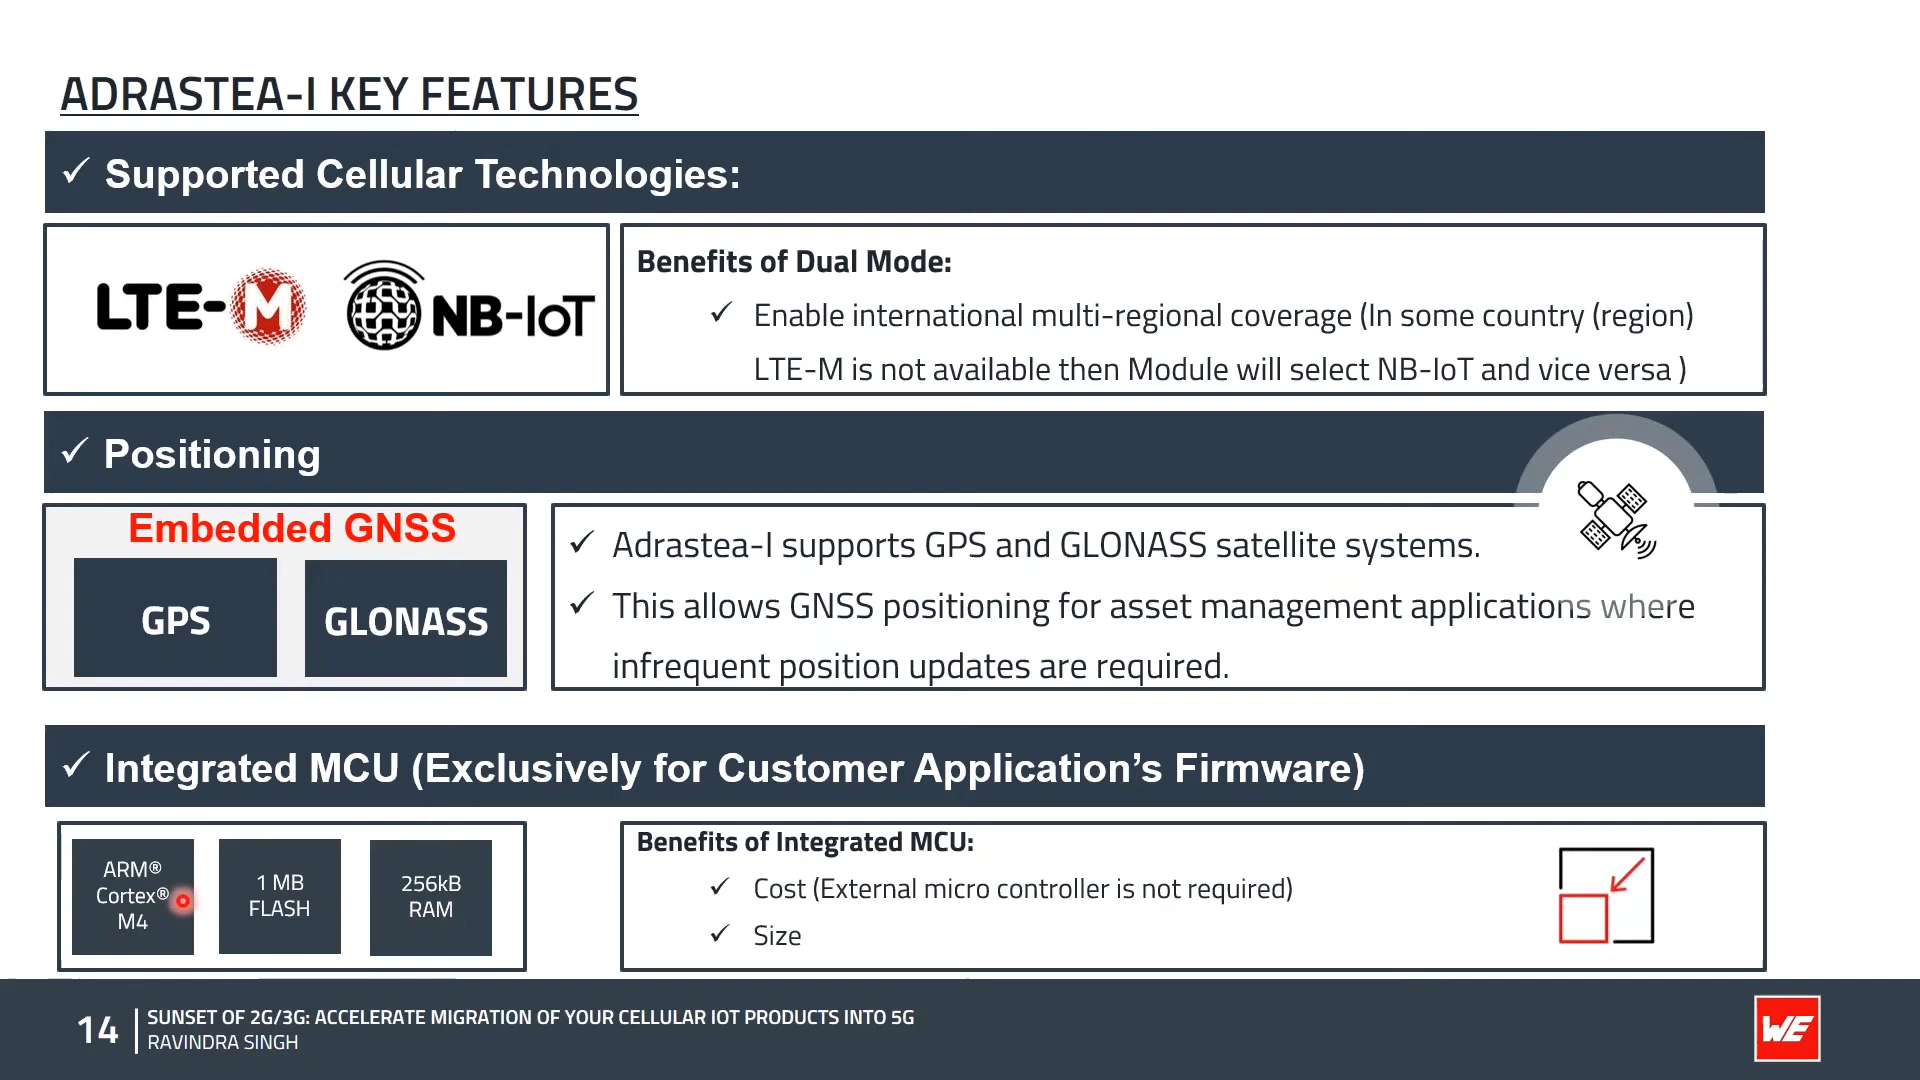 ADRASTEA-I KEY FEATURES
✓ Supported Cellular Technologies:
LTE-M NB-IoT
Benefits of Dual Mode:
✓ Enable international multi-regional coverage (In some country (region)
LTE-M is not available then Module will select NB-IoT and vice versa )
✓ Positioning
Embedded GNSS
GPS
GLONASS
✓ Adrastea-I supports GPS and GLONASS satellite systems.
✓ This allows GNSS positioning for asset management applications where
infrequent position updates are required.
✓ Integrated MCU (Exclusively for Customer Application’s Firmware)
ARM®
Cortex®
M4
1 MB
FLASH
256kB
RAM
Benefits of Integrated MCU:
✓ Cost (External micro controller is not required)
✓ Size
14
SUNSET OF 2G/3G: ACCELERATE MIGRATION OF YOUR CELLULAR IOT PRODUCTS INTO 5G
RAVINDRA SINGH
WE